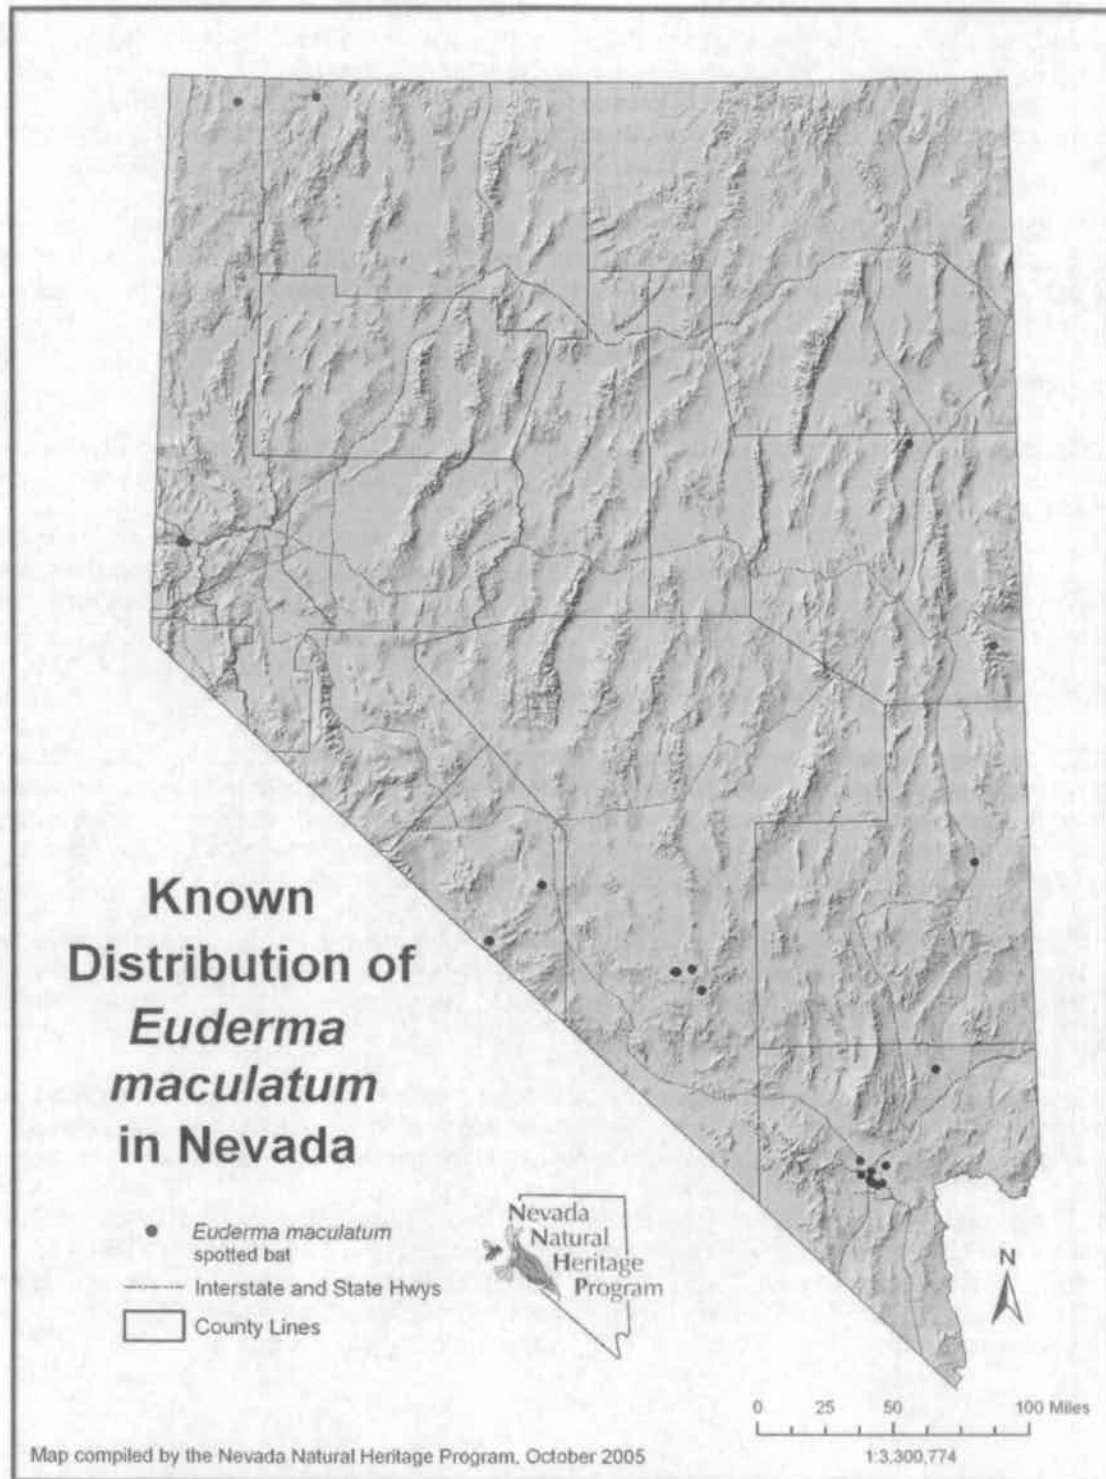 Known
Distribution of
Euderma
maculatum
in Nevada
Euderma maculatum
spotted bat
Interstate and State Hwys
County Lines
Nevada
Natural
Heritage
Program
N
0 25 50 100 Miles
1:3,300,774
Map compiled by the Nevada Natural Heritage Program, October 2005